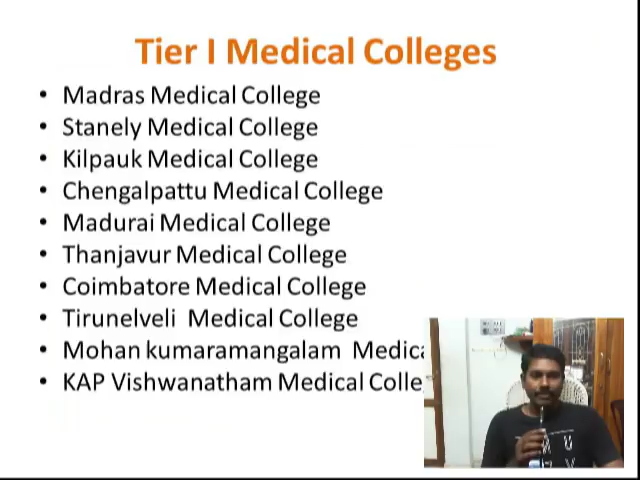 Tier I Medical Colleges
• Madras Medical College
• Stanely Medical College
• Kilpauk Medical College
• Chengalpattu Medical College
• Madurai Medical College
• Thanjavur Medical College
• Coimbatore Medical College
• Tirunelveli Medical College
• Mohan kumaramangalam
• KAP Vishwanatham Medical